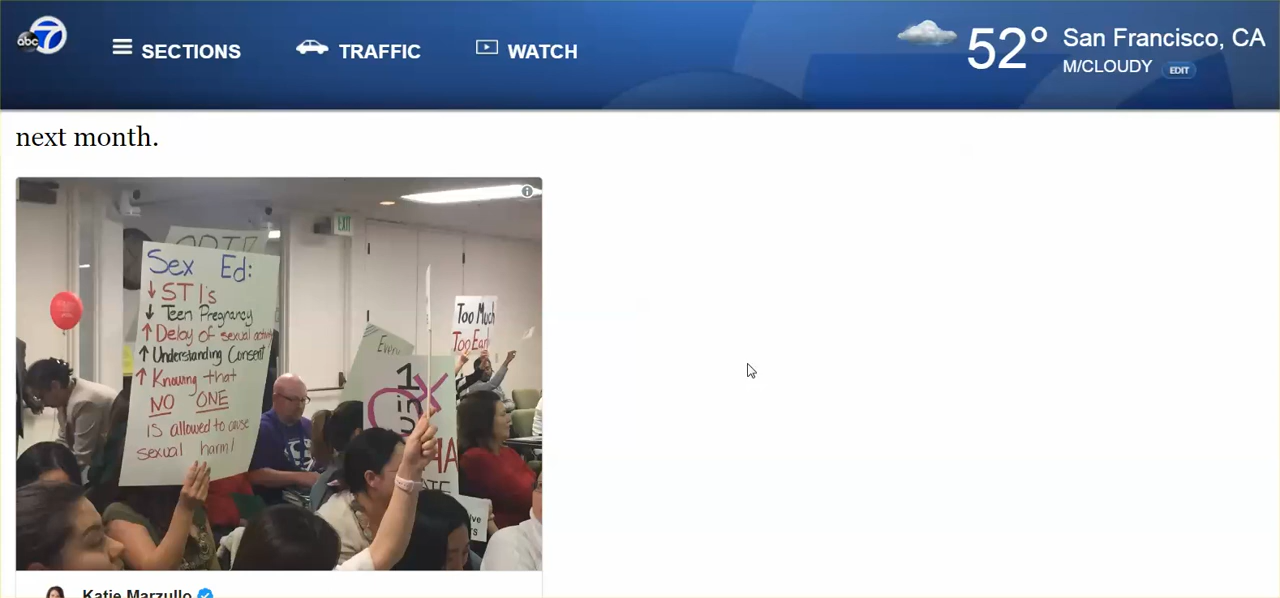 abc 7
SECTIONS
TRAFFIC
WATCH
52°
San Francisco, CA
M/CLOUDY
EDIT
next month.
EXIT
Sex Ed:
↓ STI's
↓ Teen Pregnancy
↑ Delay of sexual
↑ Understanding Consent
↑ Knowing that
NO ONE
is allowed to cause
sexual harm!
Too Much
Too
1
in
Katie Marzullo